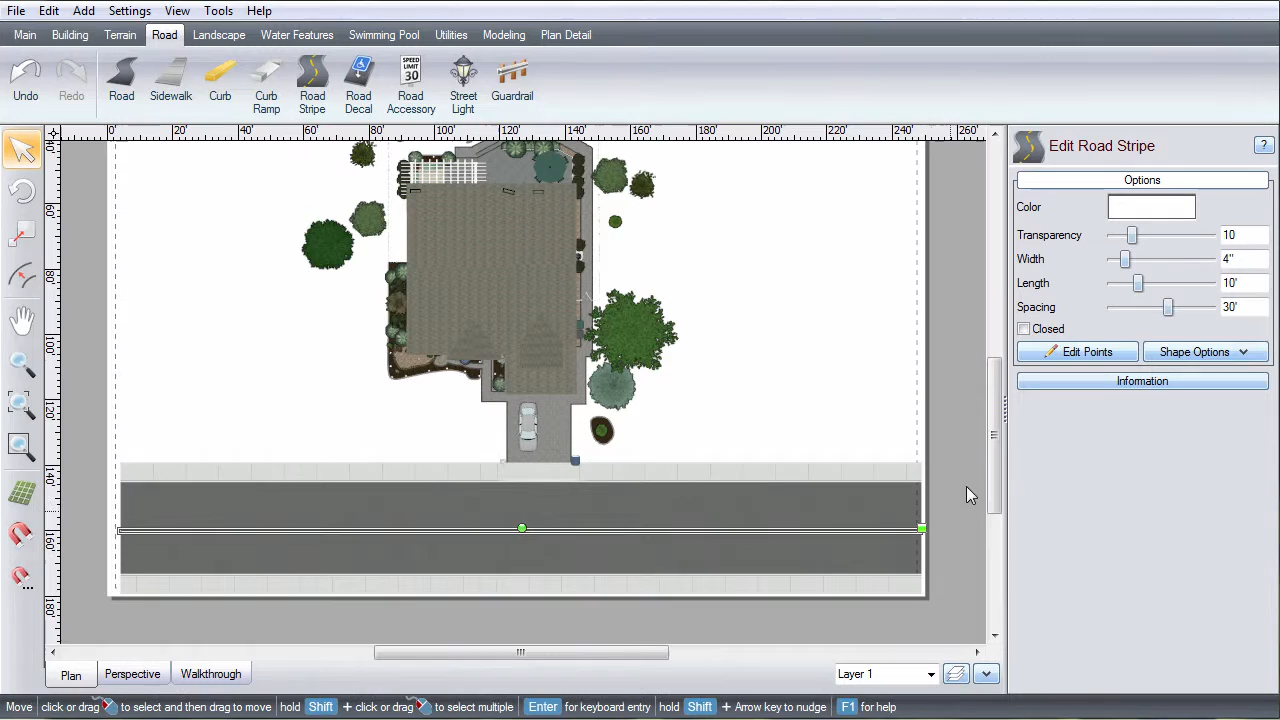 File Edit Add Settings View Tools Help
Main Building Terrain Road Landscape Water Features Swimming Pool Utilities Modeling Plan Detail
SPEED
LIMIT
30
Undo Redo Road Sidewalk Curb Curb Ramp Road Stripe Road Decal Road Accessory Street Light Guardrail
0' 20' 40' 60' 80' 100' 120' 140' 160' 180' 200' 220' 240' 260'
40'
60'
80'
100'
120'
140'
160'
180'
Edit Road Stripe ?
Options
Color
Transparency 10
Width 4"
Length 10'
Spacing 30'
Closed
Edit Points Shape Options
Information
Plan Perspective Walkthrough Layer 1
Move click or drag to select and then drag to move hold Shift + click or drag to select multiple Enter for keyboard entry hold Shift + Arrow key to nudge F1 for help